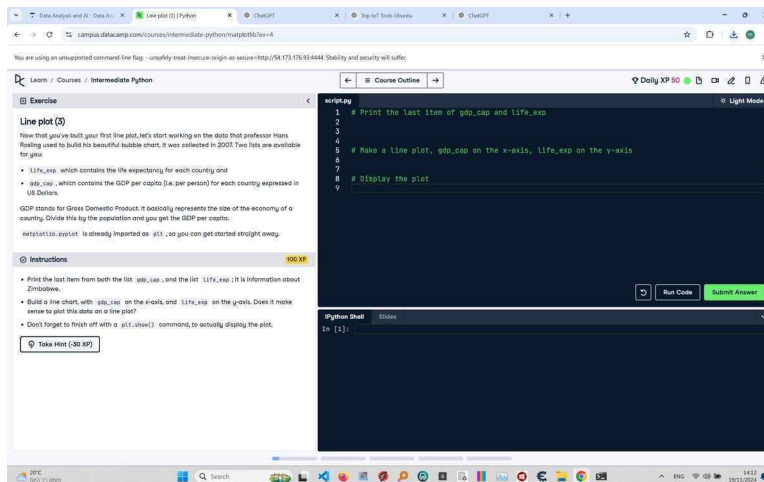 Data Analysis and AI - Data An
Line plot (3) | Python
ChatGPT
Top IoT Tools Ubuntu
ChatGPT
campus.datacamp.com/courses/intermediate-python/matplotlib?ex=4
You are using an unsupported command-line flag: --unsafely-treat-insecure-origin-as-secure=http://54.173.176.93:4444. Stability and security will suffer.
Learn / Courses / Intermediate Python
Course Outline
Daily XP 50
Exercise
script.py
Light Mode
Line plot (3)
Now that you've built your first line plot, let's start working on the data that professor Hans
Rosling used to build his beautiful bubble chart. It was collected in 2007. Two lists are available
for you:
• life_exp which contains the life expectancy for each country and
• gdp_cap, which contains the GDP per capita (i.e. per person) for each country expressed in
US Dollars.
GDP stands for Gross Domestic Product. It basically represents the size of the economy of a
country. Divide this by the population and you get the GDP per capita.
matplotlib.pyplot is already imported as plt, so you can get started straight away.
Instructions
100 XP
• Print the last item from both the list gdp_cap, and the list life_exp; it is information about
Zimbabwe.
• Build a line chart, with gdp_cap on the x-axis, and life_exp on the y-axis. Does it make
sense to plot this data on a line plot?
• Don't forget to finish off with a plt.show() command, to actually display the plot.
Take Hint (-30 XP)
1 # Print the last item of gdp_cap and life_exp
2
3
4
5 # Make a line plot, gdp_cap on the x-axis, life_exp on the y-axis
6
7
8 # Display the plot
9
Run Code
Submit Answer
IPython Shell
Slides
In [1]:
20°C
Search
ENG
14:12
19/11/2024